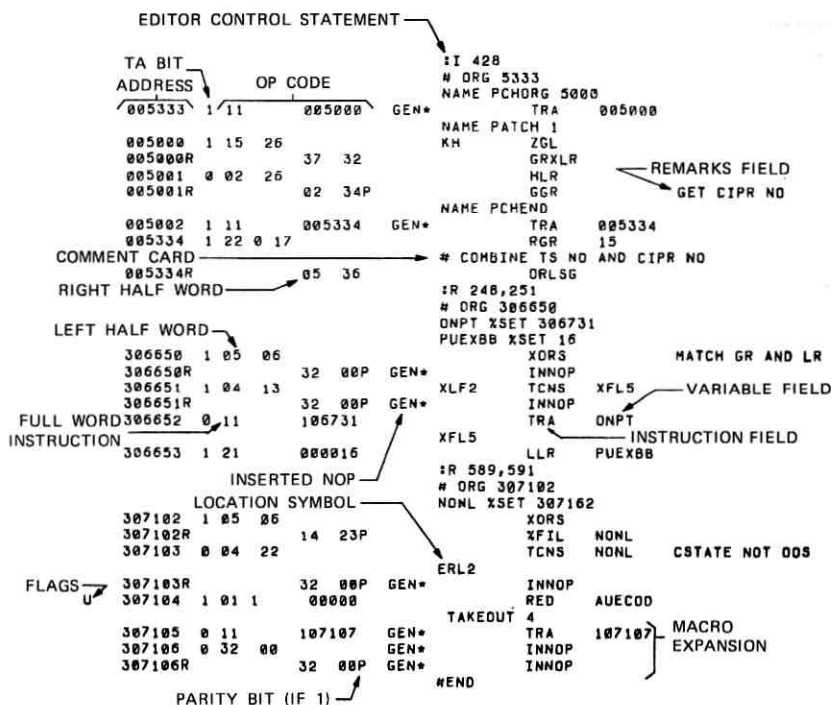 EDITOR CONTROL STATEMENT
:I 428
TA BIT
# ORG 5333
ADDRESS OP CODE
NAME PCHORG 5000
005333 1 11 005000 GEN* TRA 005000
NAME PATCH 1
005000 1 15 26 KH ZGL
005000R 37 32 GRXLR
REMARKS FIELD
005001 0 02 26 HLR
005001R 02 34P GGR GET CIPR NO
NAME PCHEND
005002 1 11 005334 GEN* TRA 005334
005334 1 22 0 17 RGR 15
COMMENT CARD # COMBINE TS NO AND CIPR NO
005334R 05 36 ORLSG
RIGHT HALF WORD
:R 248,251
# ORG 306650
LEFT HALF WORD
ONPT %SET 306731
PUEXBB %SET 16
306650 1 05 06 XORS MATCH GR AND LR
306650R 32 00P GEN* INNOP
306651 1 04 13 XLF2 TCNS XFL5 VARIABLE FIELD
306651R 32 00P GEN* INNOP
FULL WORD INSTRUCTION
306652 0 11 106731 TRA ONPT
XFL5 INSTRUCTION FIELD
306653 1 21 000016 LLR PUEXBB
INSERTED NOP
:R 589,591
# ORG 307102
LOCATION SYMBOL
NONL %SET 307162
307102 1 05 06 XORS
307102R 14 23P %FIL NONL
307103 0 04 22 TCNS NONL CSTATE NOT OOS
ERL2
FLAGS
307103R 32 00P GEN* INNOP
U 307104 1 01 1 00000 RED AUECOD
TAKEOUT 4
307105 0 11 107107 GEN* TRA 107107
MACRO EXPANSION
307106 0 32 00 GEN* INNOP
307106R 32 00P GEN* INNOP
#END
PARITY BIT (IF 1)